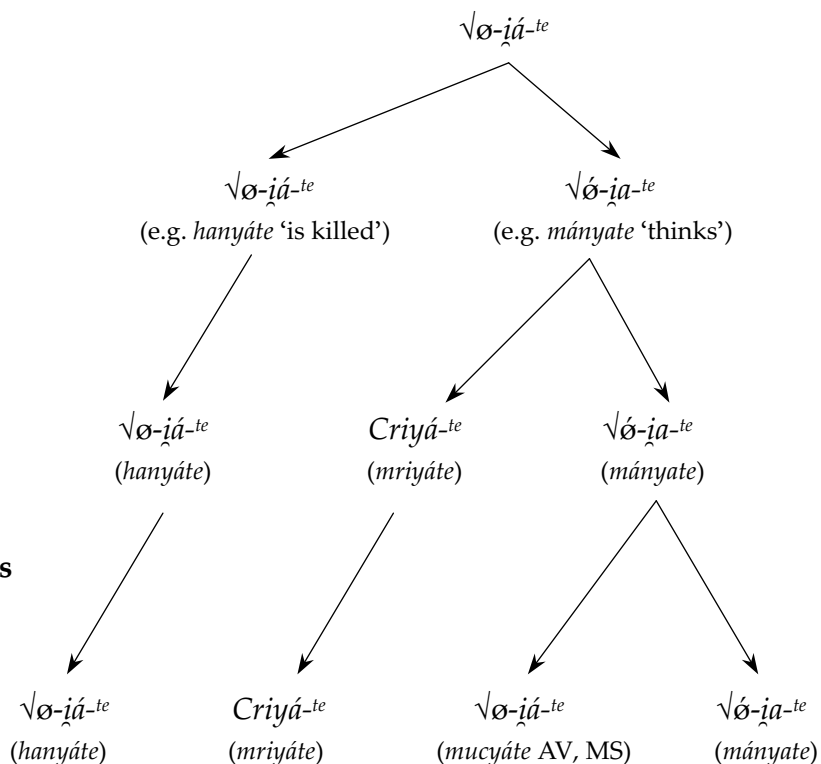 √ø-i̯á-te
√ø-i̯á-te √ǿ-i̯a-te
(e.g. hanyáte ‘is killed’) (e.g. mányate ‘thinks’)
√ø-i̯á-te Criyá-te √ǿ-i̯a-te
(hanyáte) (mriyáte) (mányate)
s
√ø-i̯á-te Criyá-te √ø-i̯á-te √ǿ-i̯a-te
(hanyáte) (mriyáte) (mucyáte AV, MS) (mányate)